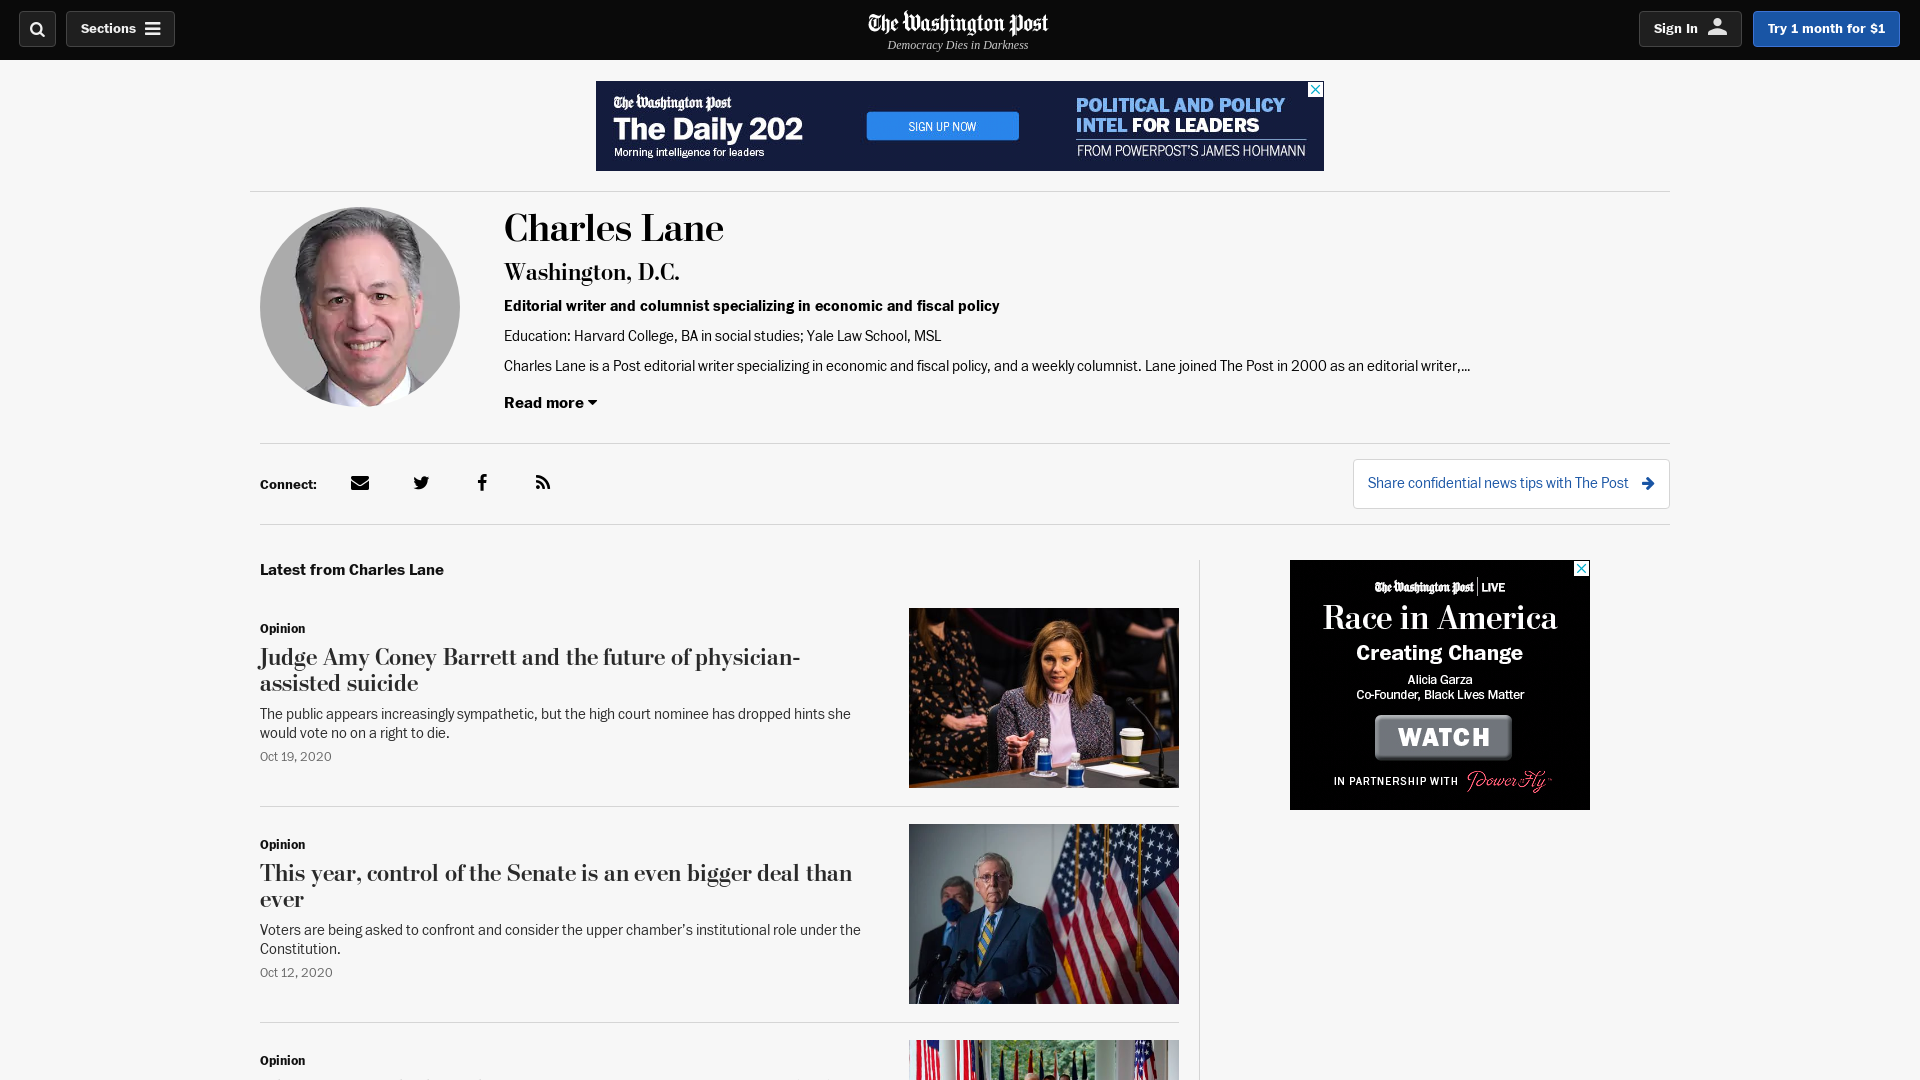 Sections
The Washington Post
Democracy Dies in Darkness
Sign In
Try 1 month for $1
The Washington Post
The Daily 202
Morning intelligence for leaders
SIGN UP NOW
POLITICAL AND POLICY
INTEL FOR LEADERS
FROM POWERPOST'S JAMES HOHMANN
Charles Lane
Washington, D.C.
Editorial writer and columnist specializing in economic and fiscal policy
Education: Harvard College, BA in social studies; Yale Law School, MSL
Charles Lane is a Post editorial writer specializing in economic and fiscal policy, and a weekly columnist. Lane joined The Post in 2000 as an editorial writer,...
Read more
Connect:
Share confidential news tips with The Post
Latest from Charles Lane
Opinion
Judge Amy Coney Barrett and the future of physician-
assisted suicide
The public appears increasingly sympathetic, but the high court nominee has dropped hints she
would vote no on a right to die.
Oct 19, 2020
Opinion
This year, control of the Senate is an even bigger deal than
ever
Voters are being asked to confront and consider the upper chamber's institutional role under the
Constitution.
Oct 12, 2020
Opinion
The Washington Post LIVE
Race in America
Creating Change
Alicia Garza
Co-Founder, Black Lives Matter
WATCH
IN PARTNERSHIP WITH PowerToFly